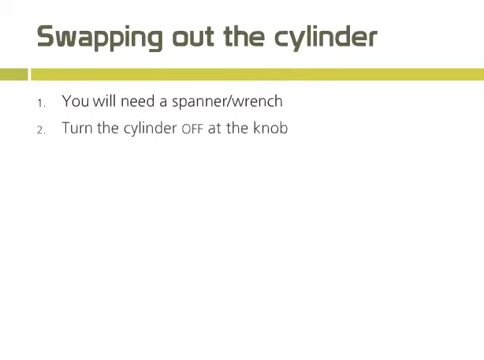 Swapping out the cylinder
1. You will need a spanner/wrench
2. Turn the cylinder OFF at the knob